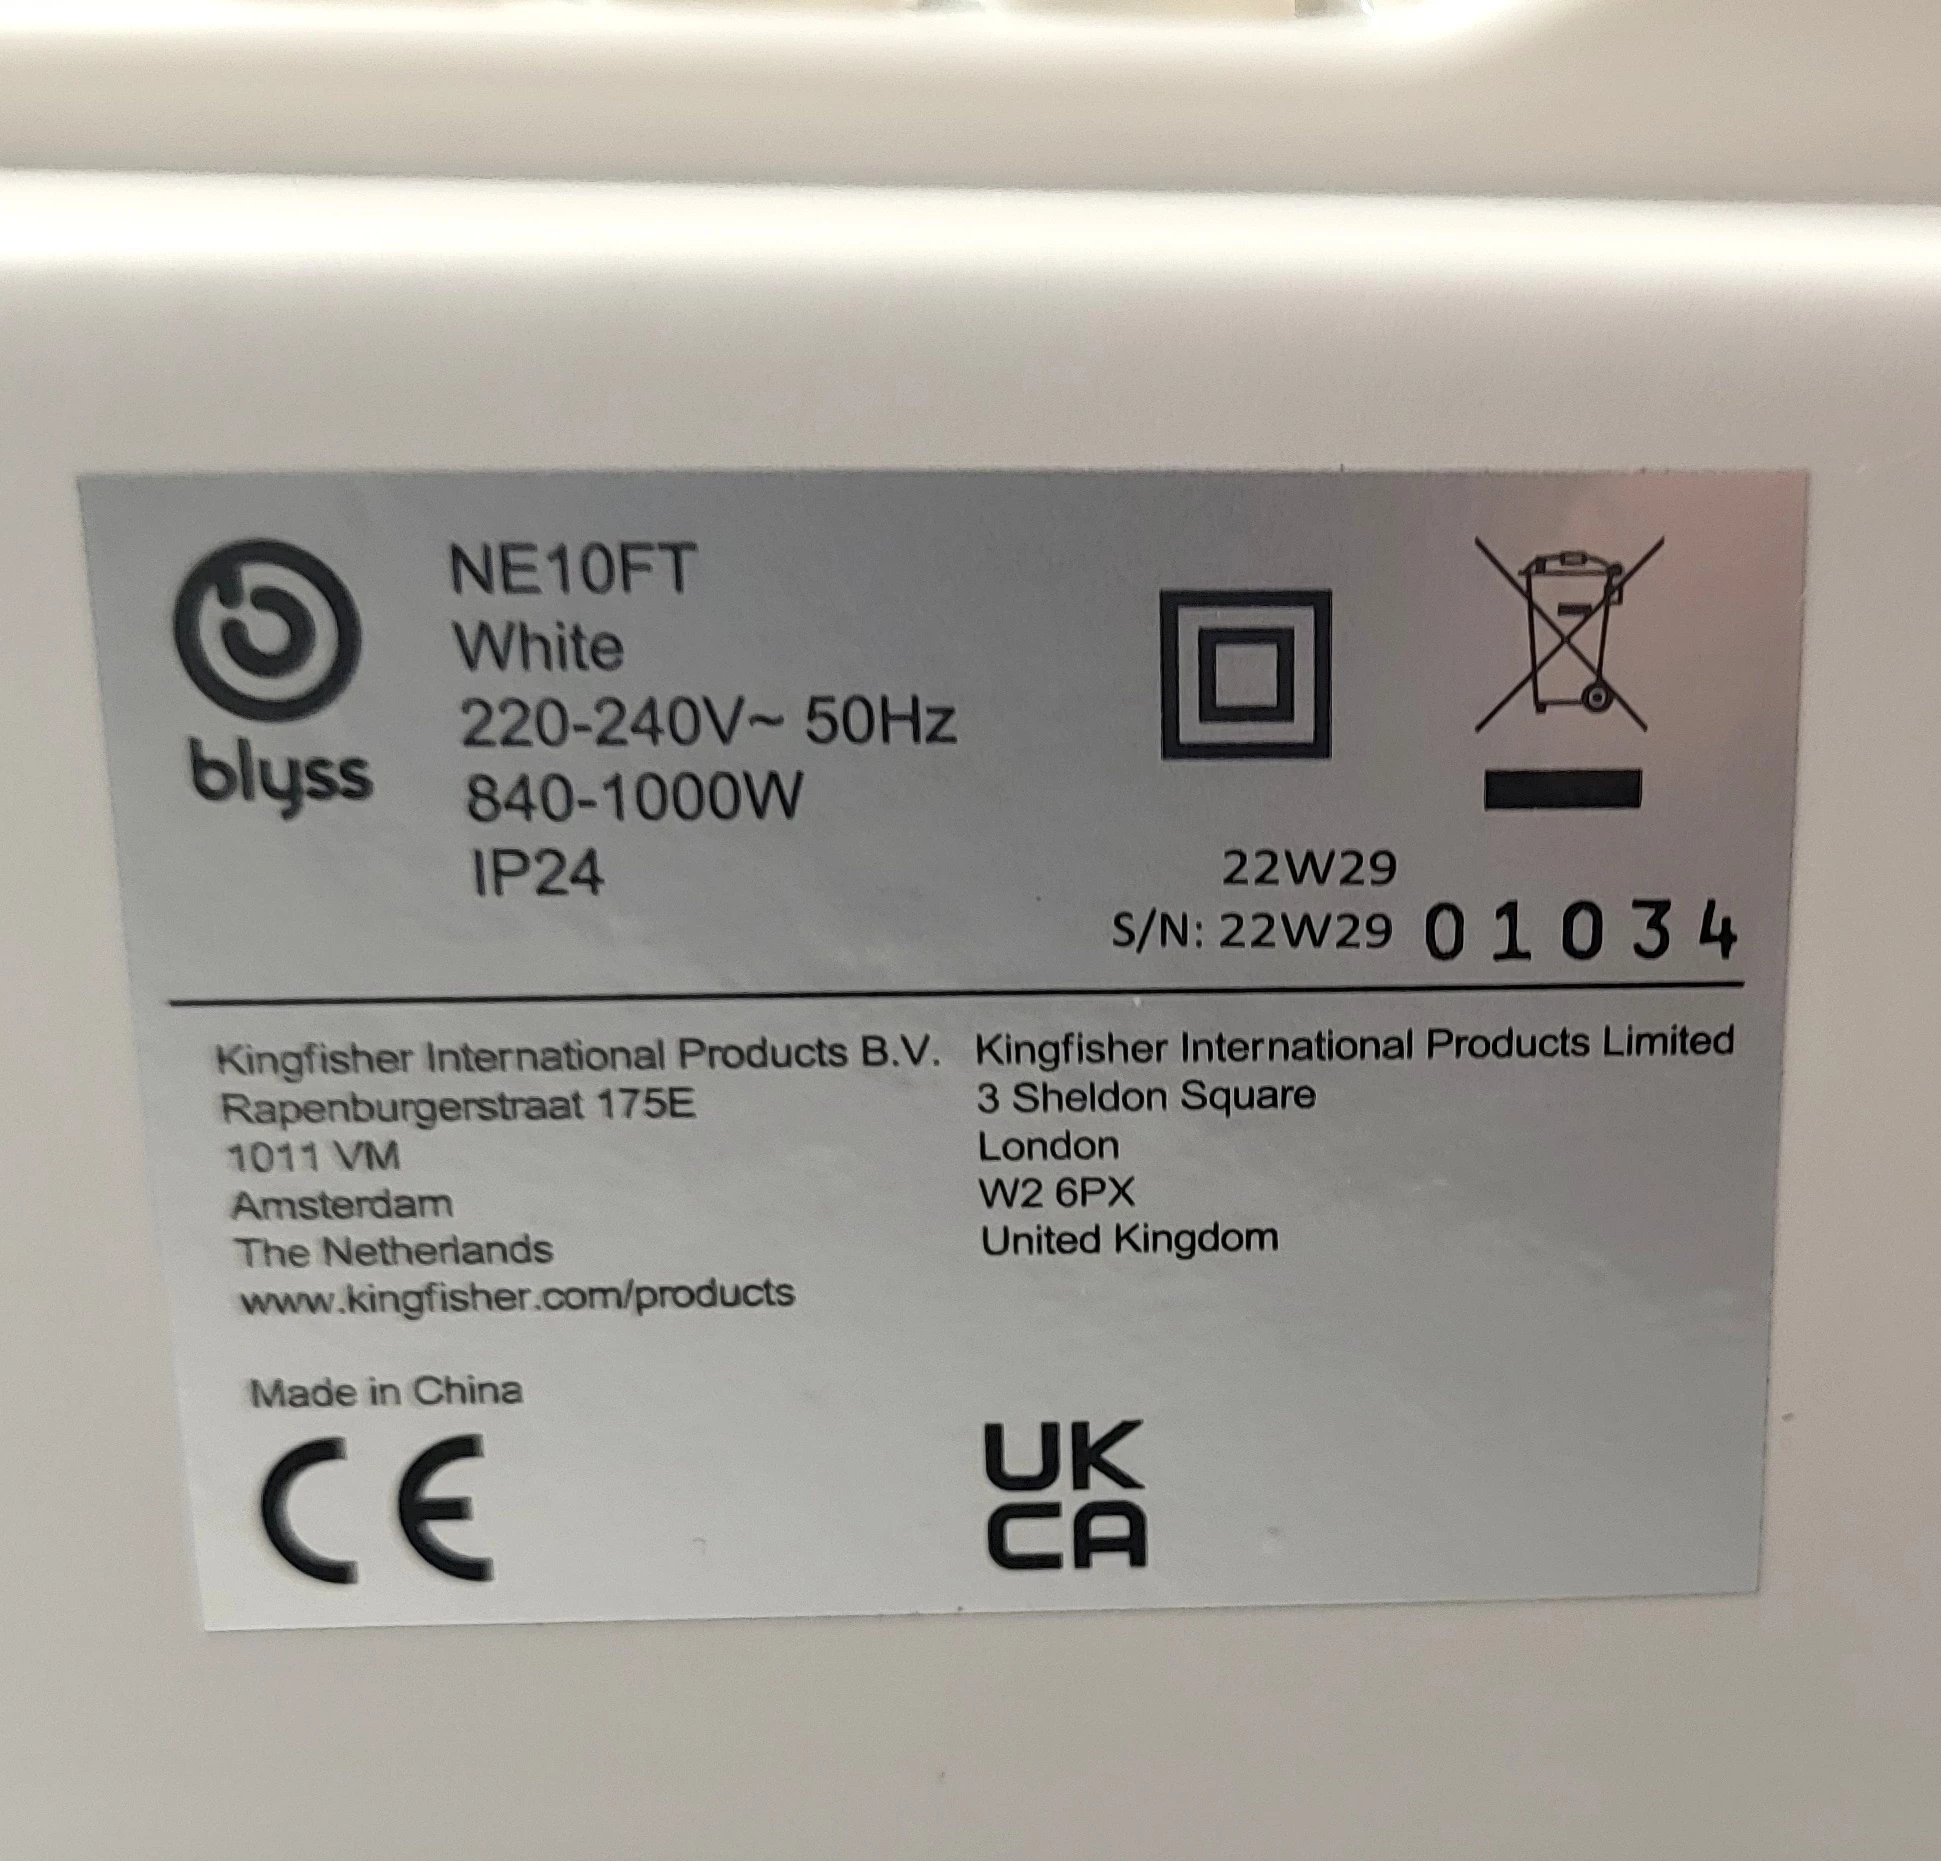 blyss
NE10FT
White
220-240V~ 50Hz
840-1000W
IP24
22W29
S/N: 22W29 01034
Kingfisher International Products B.V.
Rapenburgerstraat 175E
1011 VM
Amsterdam
The Netherlands
www.kingfisher.com/products
Kingfisher International Products Limited
3 Sheldon Square
London
W2 6PX
United Kingdom
Made in China
CE
UK
CA